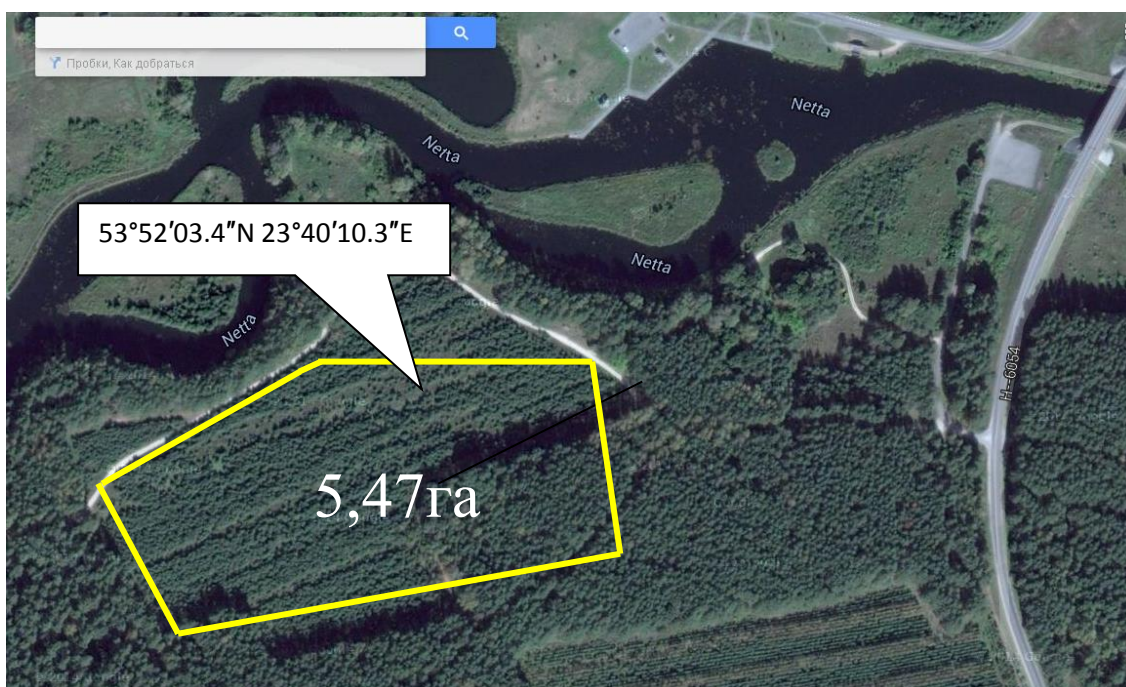 Пробки, Как добраться
Netta
Netta
53°52′03.4″N 23°40′10.3″E
Netta
Netta
H--6054
5,47га